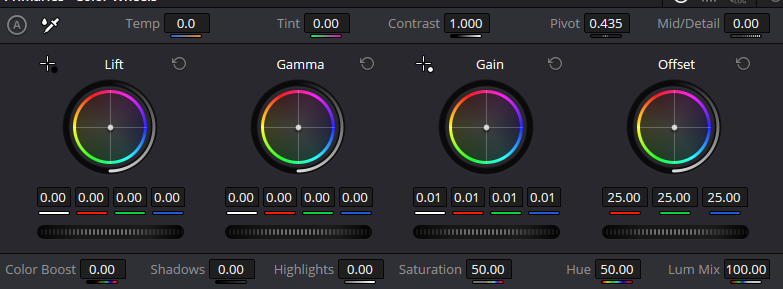 Primaries - Color Wheels
A Temp 0.0 Tint 0.00 Contrast 1.000 Pivot 0.435 Mid/Detail 0.00
Lift Gamma Gain Offset
0.00 0.00 0.00 0.00 0.00 0.00 0.00 0.00 0.01 0.01 0.01 0.01 25.00 25.00 25.00
Color Boost 0.00 Shadows 0.00 Highlights 0.00 Saturation 50.00 Hue 50.00 Lum Mix 100.00